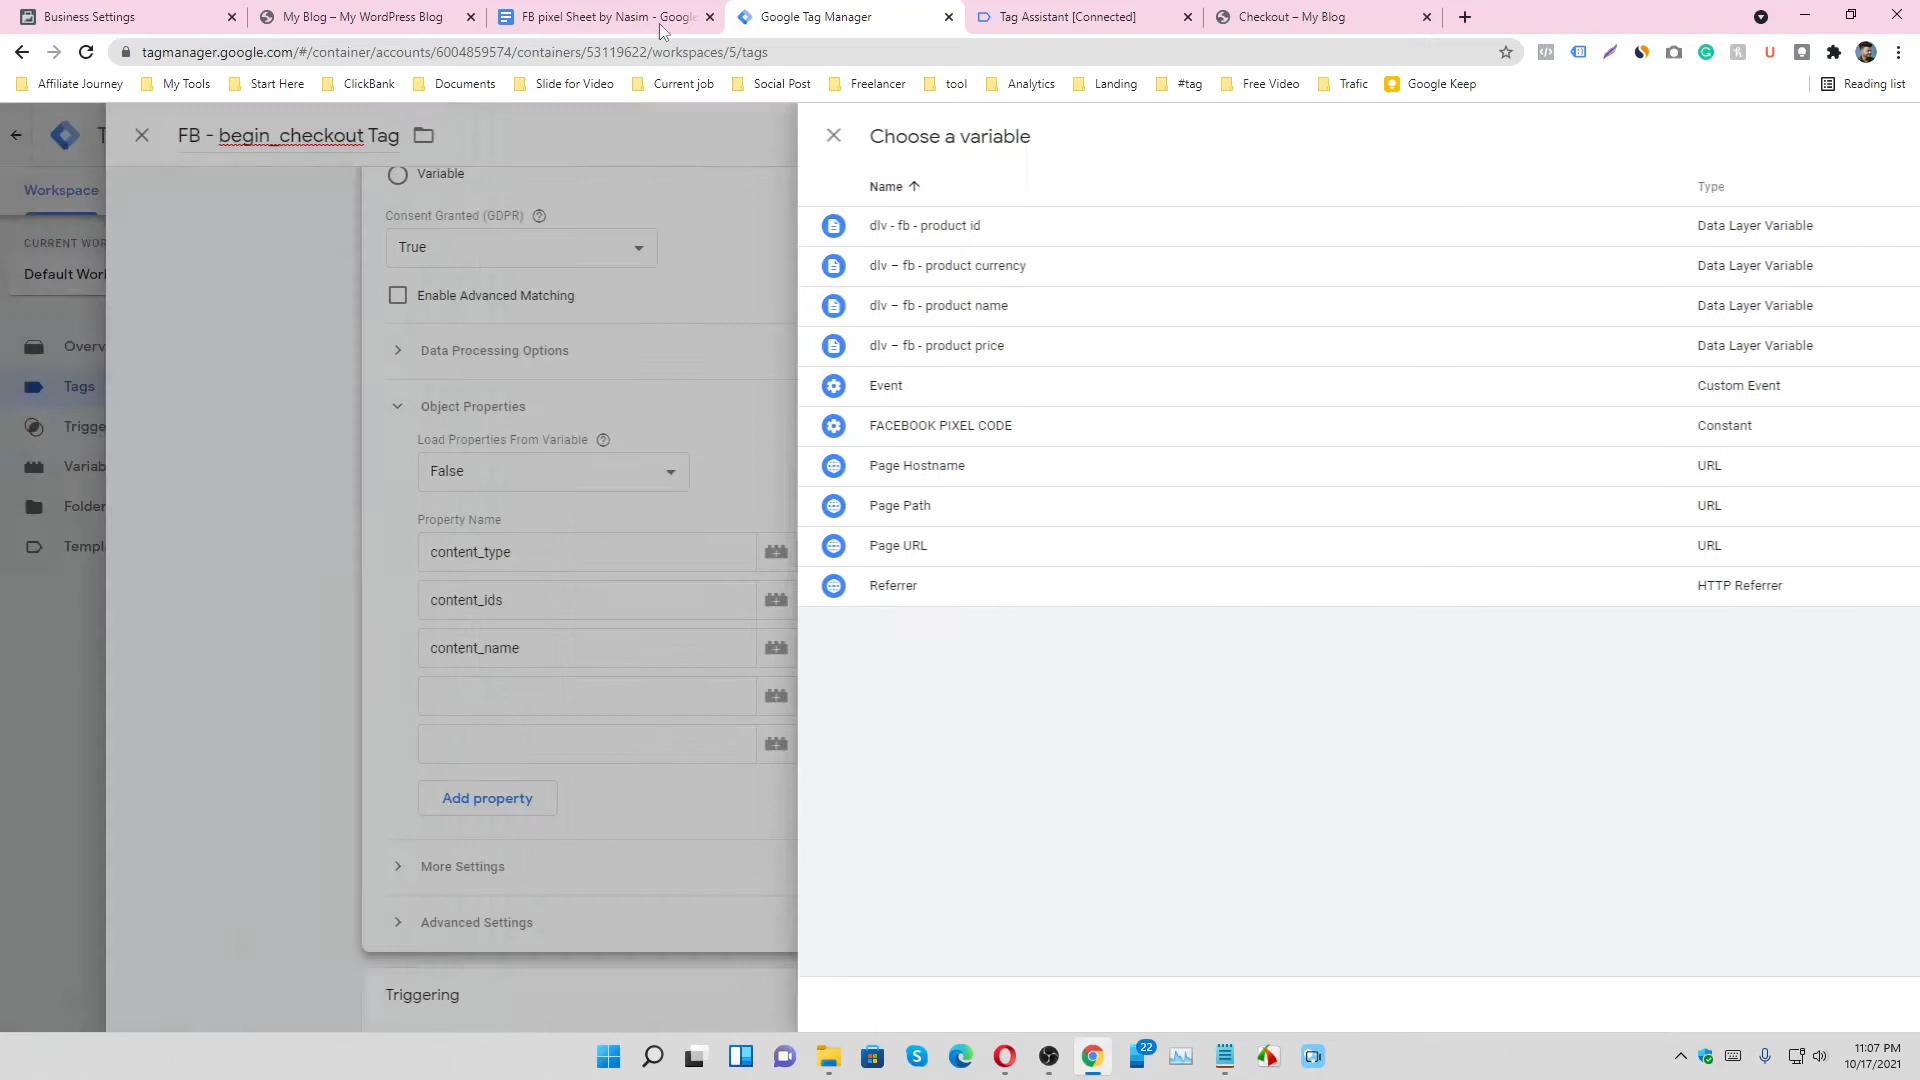 Business Settings
My Blog – My WordPress Blog
FB pixel Sheet by Nasim - Google
Google Tag Manager
Tag Assistant [Connected]
Checkout – My Blog
tagmanager.google.com/#/container/accounts/6004859574/containers/53119622/workspaces/5/tags
Affiliate Journey
My Tools
Start Here
ClickBank
Documents
Slide for Video
Current job
Social Post
Freelancer
tool
Analytics
Landing
#tag
Free Video
Trafic
Google Keep
Reading list
FB - begin_checkout Tag
Choose a variable
Workspace
Variable
Name
Type
Consent Granted (GDPR)
dlv - fb - product id
Data Layer Variable
CURRENT WOR
True
dlv – fb - product currency
Data Layer Variable
Default Worl
Enable Advanced Matching
dlv – fb - product name
Data Layer Variable
Overv
Data Processing Options
dlv – fb - product price
Data Layer Variable
Tags
Event
Custom Event
Object Properties
Trigge
FACEBOOK PIXEL CODE
Constant
Load Properties From Variable
Variab
False
Page Hostname
URL
Folder
Page Path
URL
Property Name
Templ
content_type
Page URL
URL
content_ids
Referrer
HTTP Referrer
content_name
Add property
More Settings
Advanced Settings
Triggering
22
11:07 PM
10/17/2021